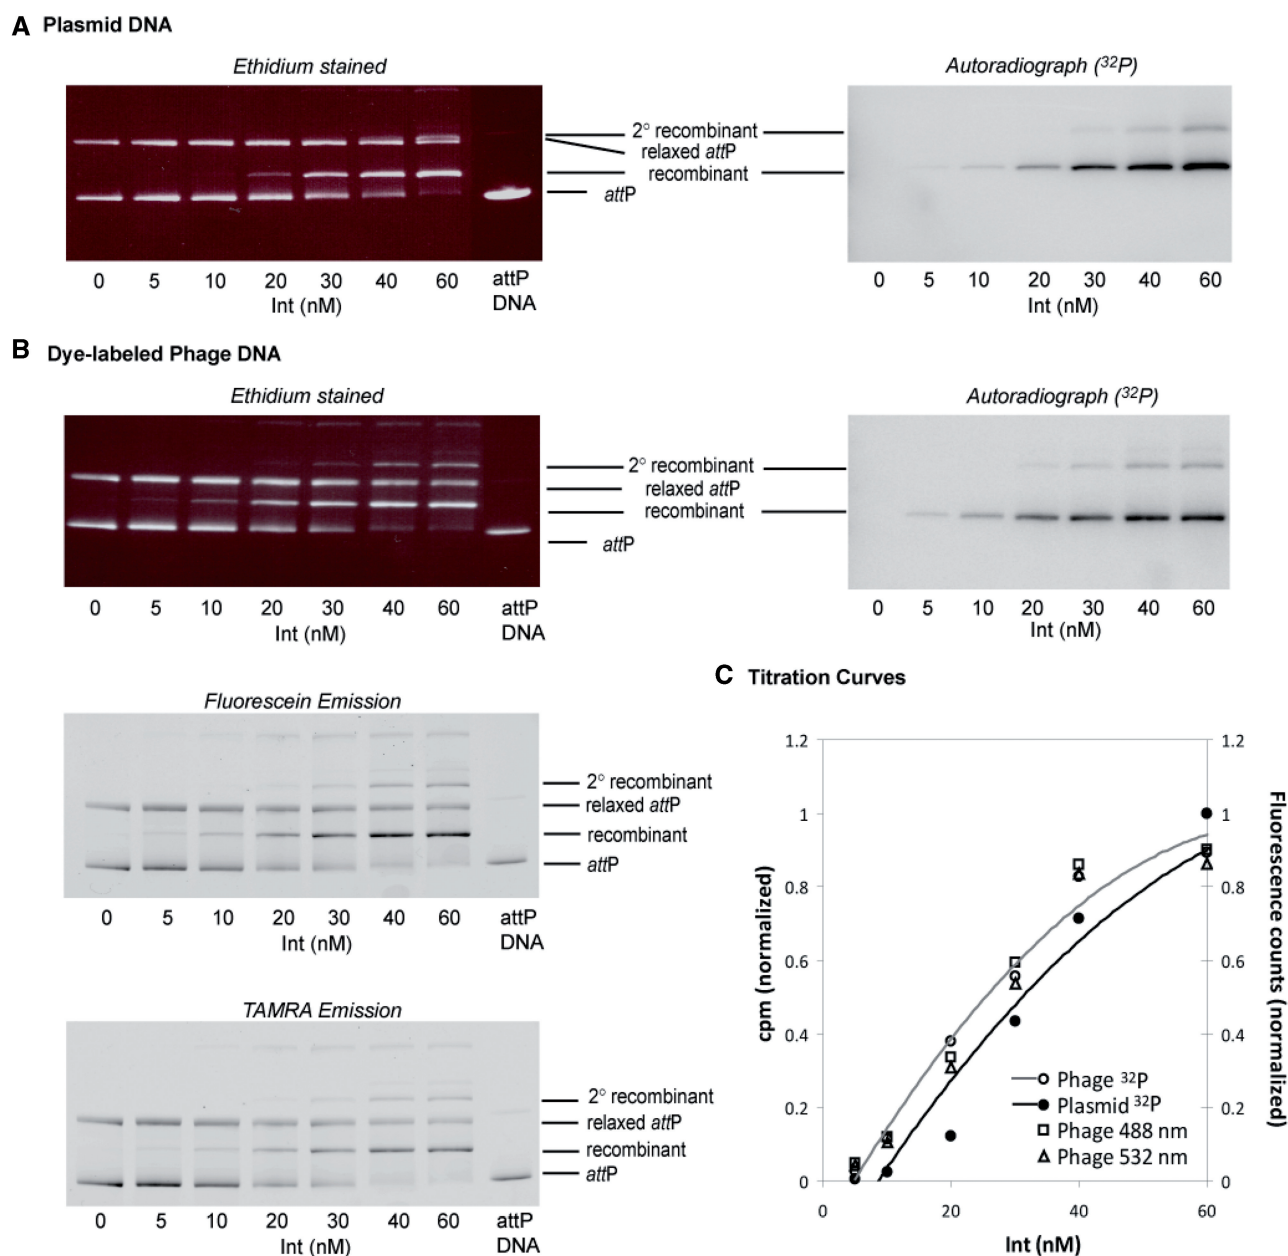 A Plasmid DNA
Ethidium stained
Autoradiograph (32P)
2° recombinant
relaxed attP
recombinant
attP
0 5 10 20 30 40 60 attP
Int (nM) DNA
0 5 10 20 30 40 60
Int (nM)
B Dye-labeled Phage DNA
Ethidium stained
Autoradiograph (32P)
2° recombinant
relaxed attP
recombinant
attP
0 5 10 20 30 40 60 attP
Int (nM) DNA
0 5 10 20 30 40 60
Int (nM)
Fluorescein Emission
2° recombinant
relaxed attP
recombinant
attP
0 5 10 20 30 40 60 attP
Int (nM) DNA
TAMRA Emission
2° recombinant
relaxed attP
recombinant
attP
0 5 10 20 30 40 60 attP
Int (nM) DNA
C Titration Curves
cpm (normalized)
1.2
1
0.8
0.6
0.4
0.2
0
1.2
1
0.8
0.6
0.4
0.2
0
Fluorescence counts (normalized)
Phage 32P
Plasmid 32P
Phage 488 nm
Phage 532 nm
0 20 40 60
Int (nM)